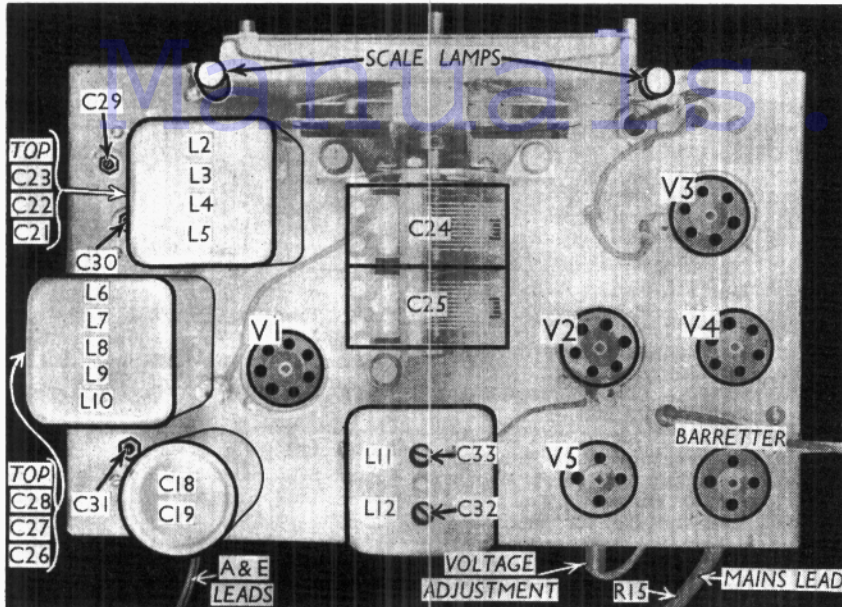 Manuals.
SCALE LAMPS
C29
TOP
C23
C22
C21
L2
L3
L4
L5
C30
V3
C24
C25
L6
L7
L8
L9
L10
V1
V2
V4
L11
C33
L12
C32
V5
BARRETTER
C31
C18
C19
TOP
C28
C27
C26
A & E
LEADS
VOLTAGE
ADJUSTMENT
R15
MAINS LEAD